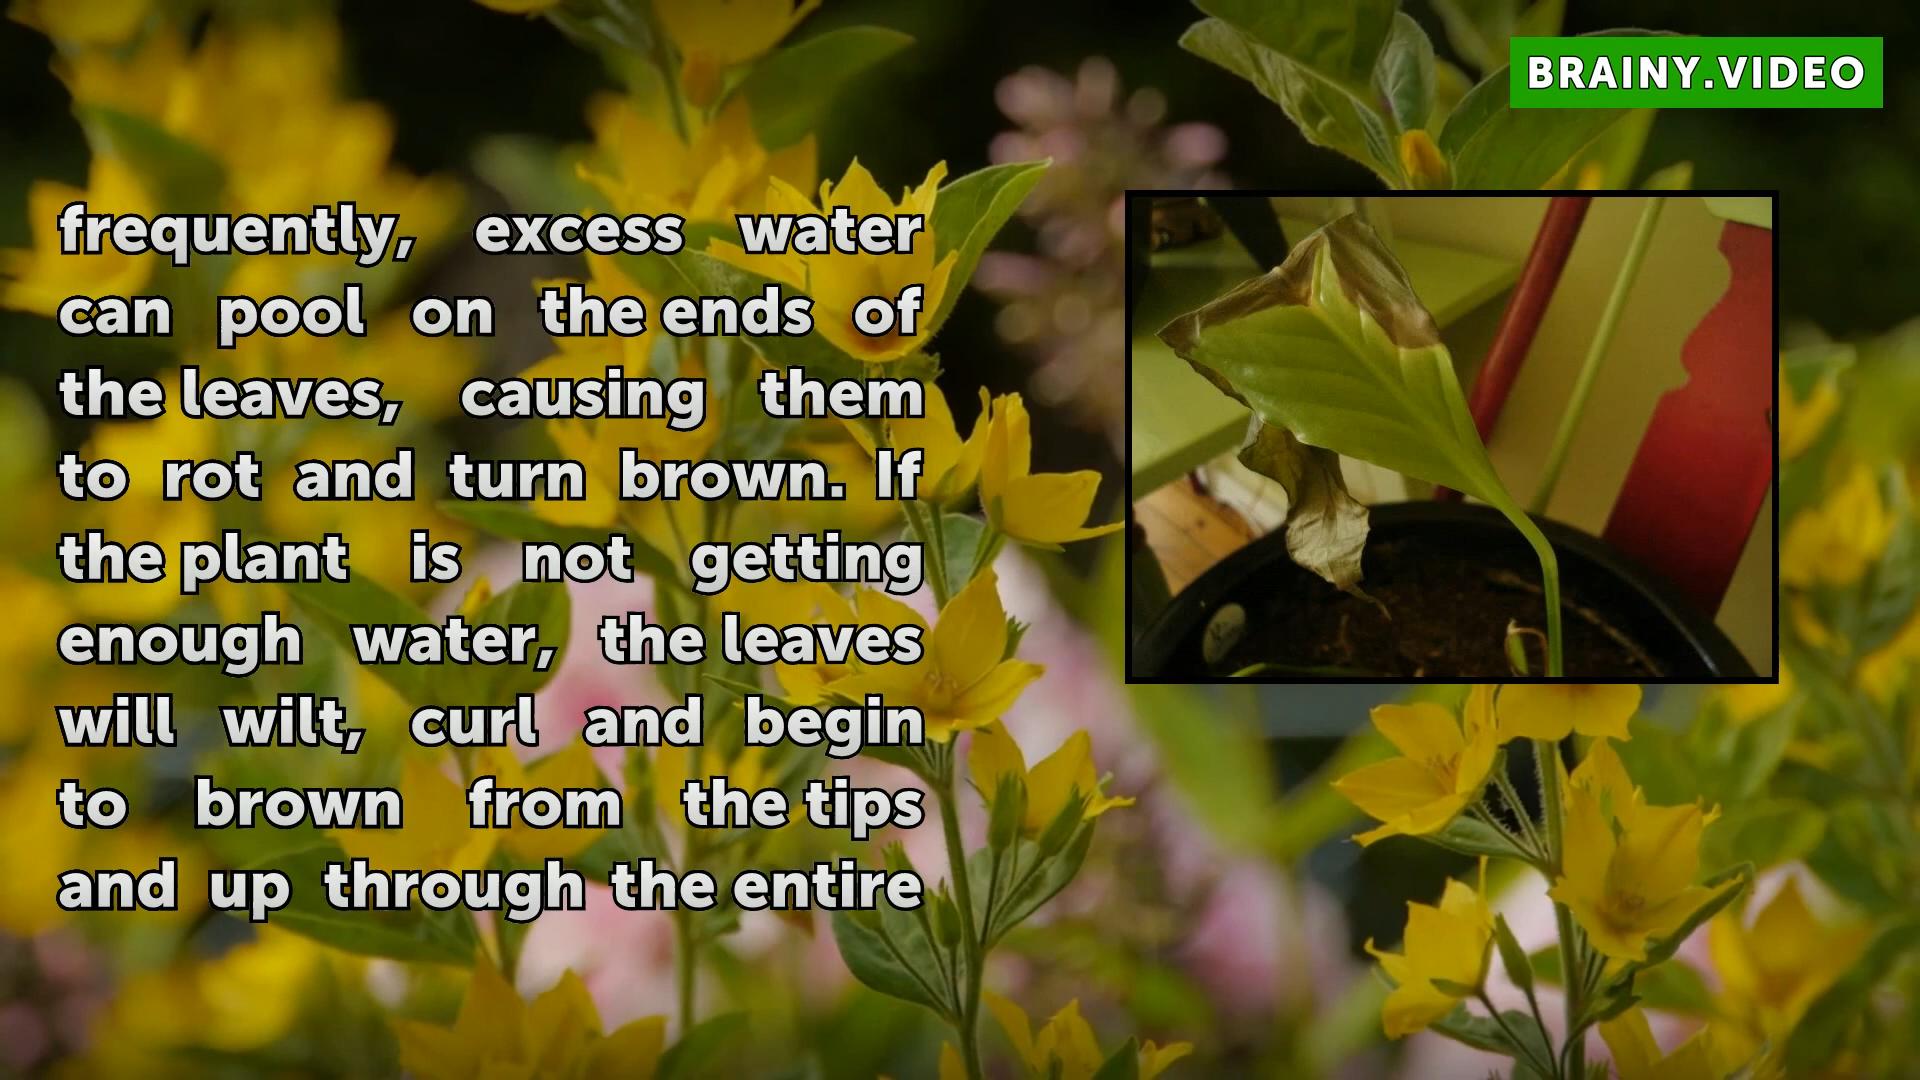 BRAINY.VIDEO
frequently, excess water
can pool on the ends of
the leaves, causing them
to rot and turn brown. If
the plant is not getting
enough water, the leaves
will wilt, curl and begin
to brown from the tips
and up through the entire